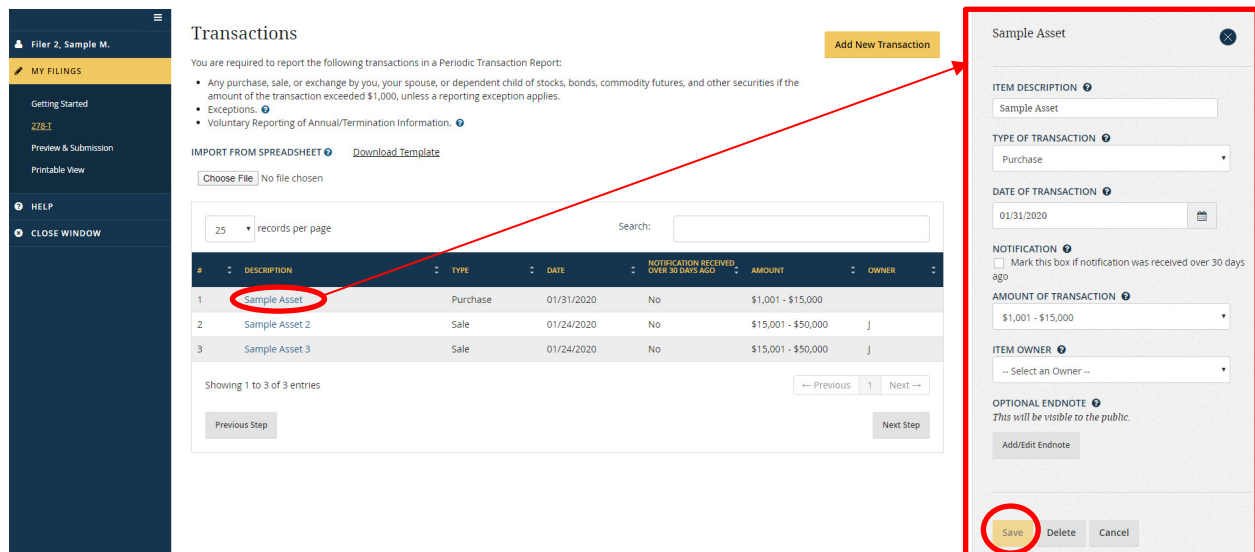 Filer 2, Sample M.
MY FILINGS
Getting Started
278-T
Preview & Submission
Printable View
HELP
CLOSE WINDOW
Transactions
Add New Transaction
You are required to report the following transactions in a Periodic Transaction Report:
• Any purchase, sale, or exchange by you, your spouse, or dependent child of stocks, bonds, commodity futures, and other securities if the
amount of the transaction exceeded $1,000, unless a reporting exception applies.
• Exceptions. ?
• Voluntary Reporting of Annual/Termination Information. ?
IMPORT FROM SPREADSHEET ? Download Template
Choose File No file chosen
25 records per page Search:
# DESCRIPTION TYPE DATE NOTIFICATION RECEIVED OVER 30 DAYS AGO AMOUNT OWNER
1 Sample Asset Purchase 01/31/2020 No $1,001 - $15,000
2 Sample Asset 2 Sale 01/24/2020 No $15,001 - $50,000 J
3 Sample Asset 3 Sale 01/24/2020 No $15,001 - $50,000 J
Showing 1 to 3 of 3 entries ← Previous 1 Next →
Previous Step Next Step
Sample Asset
ITEM DESCRIPTION ?
Sample Asset
TYPE OF TRANSACTION ?
Purchase
DATE OF TRANSACTION ?
01/31/2020
NOTIFICATION ?
Mark this box if notification was received over 30 days
ago
AMOUNT OF TRANSACTION ?
$1,001 - $15,000
ITEM OWNER ?
-- Select an Owner --
OPTIONAL ENDNOTE ?
This will be visible to the public.
Add/Edit Endnote
Save Delete Cancel